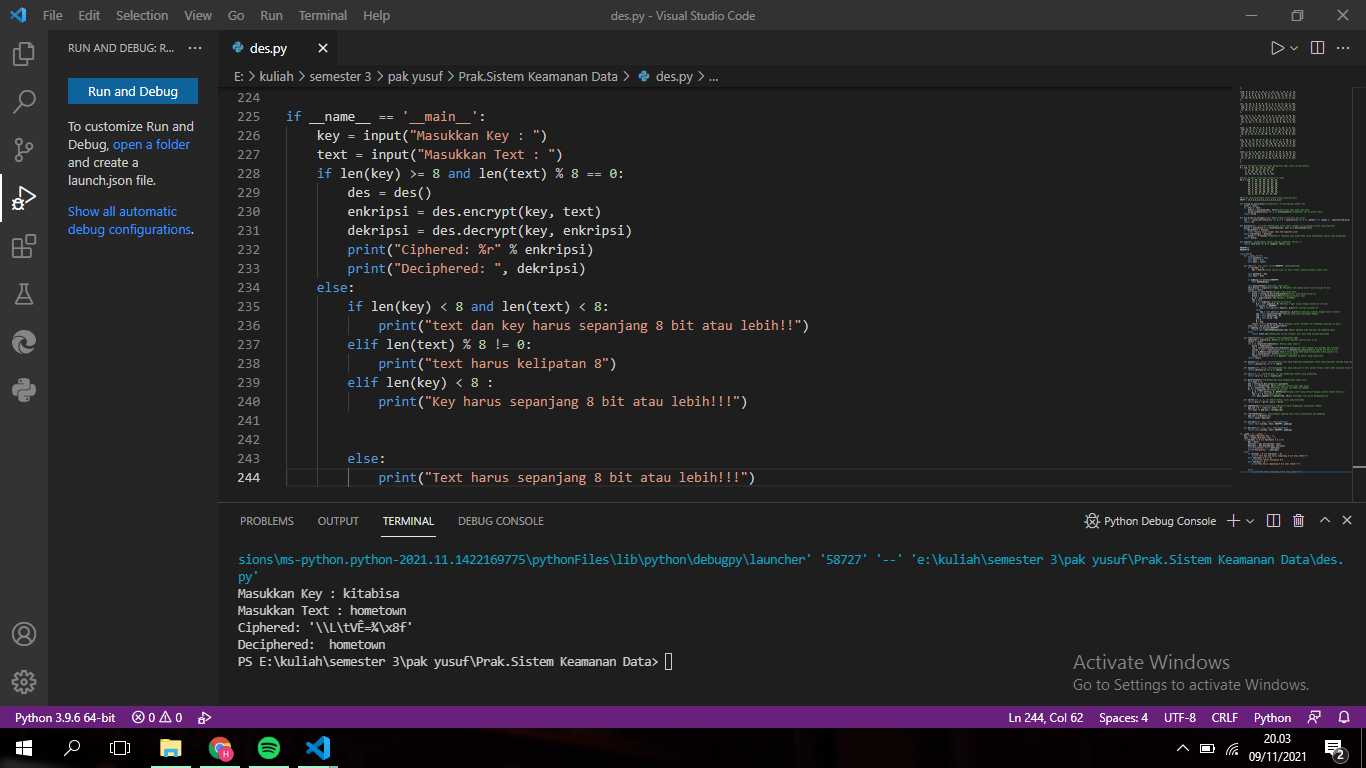 File Edit Selection View Go Run Terminal Help des.py - Visual Studio Code
RUN AND DEBUG: R... ···
des.py
Run and Debug
To customize Run and
Debug, open a folder
and create a
launch.json file.
Show all automatic
debug configurations.
E: > kuliah > semester 3 > pak yusuf > Prak.Sistem Keamanan Data > des.py > ...
224
225 if __name__ == '__main__':
226 key = input("Masukkan Key : ")
227 text = input("Masukkan Text : ")
228 if len(key) >= 8 and len(text) % 8 == 0:
229 des = des()
230 enkripsi = des.encrypt(key, text)
231 dekripsi = des.decrypt(key, enkripsi)
232 print("Ciphered: %r" % enkripsi)
233 print("Deciphered: ", dekripsi)
234 else:
235 if len(key) < 8 and len(text) < 8:
236 print("text dan key harus sepanjang 8 bit atau lebih!!")
237 elif len(text) % 8 != 0:
238 print("text harus kelipatan 8")
239 elif len(key) < 8 :
240 print("Key harus sepanjang 8 bit atau lebih!!!")
241
242
243 else:
244 print("Text harus sepanjang 8 bit atau lebih!!!")
PROBLEMS OUTPUT TERMINAL DEBUG CONSOLE Python Debug Console
sions\ms-python.python-2021.11.1422169775\pythonFiles\lib\python\debugpy\launcher' '58727' '--' 'e:\kuliah\semester 3\pak yusuf\Prak.Sistem Keamanan Data\des.
py'
Masukkan Key : kitabisa
Masukkan Text : hometown
Ciphered: '\\L\tVÊ=¾\x8f'
Deciphered:  hometown
PS E:\kuliah\semester 3\pak yusuf\Prak.Sistem Keamanan Data>
Activate Windows
Go to Settings to activate Windows.
Python 3.9.6 64-bit 0 0 Ln 244, Col 62 Spaces: 4 UTF-8 CRLF Python
20.03
09/11/2021
2